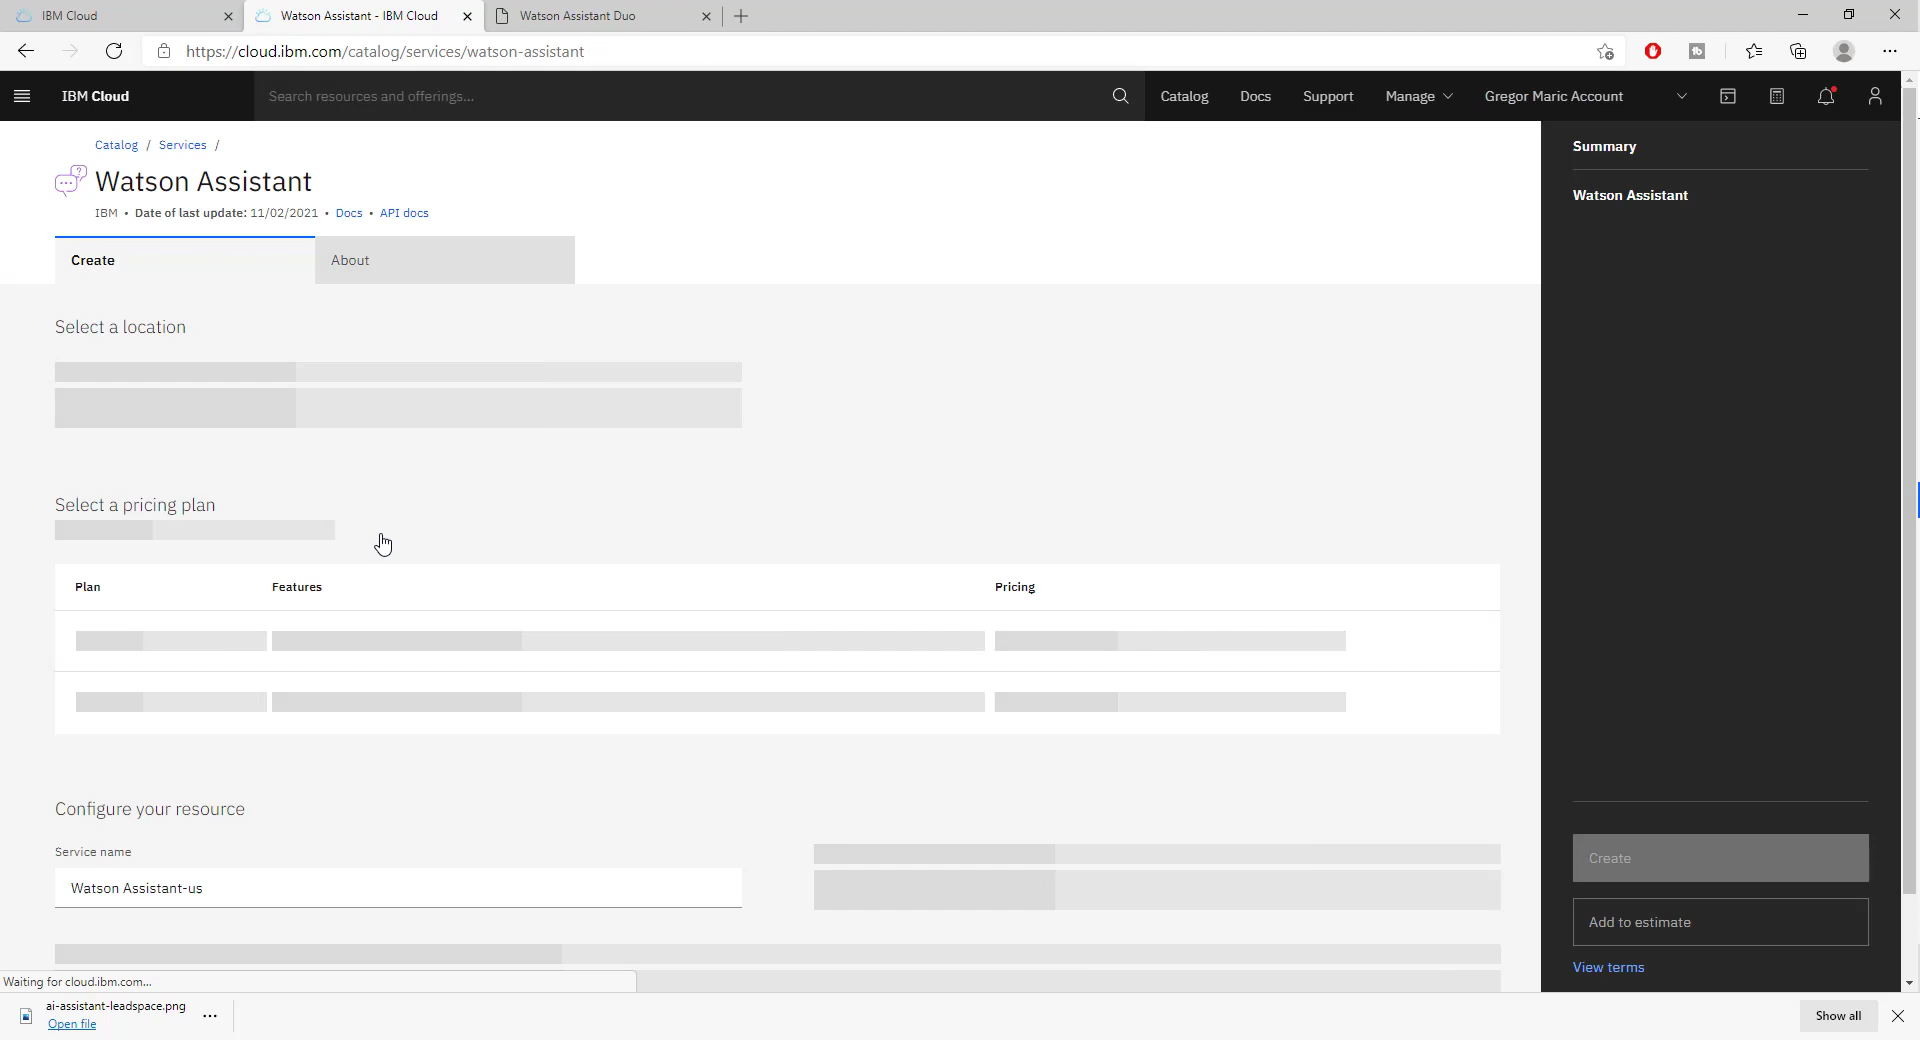 IBM Cloud
Watson Assistant - IBM Cloud
Watson Assistant Duo
https://cloud.ibm.com/catalog/services/watson-assistant
IBM Cloud
Search resources and offerings...
Catalog
Docs
Support
Manage
Gregor Maric Account
Catalog / Services /
Watson Assistant
IBM • Date of last update: 11/02/2021 • Docs • API docs
Create
About
Select a location
Select a pricing plan
Plan
Features
Pricing
Configure your resource
Service name
Watson Assistant-us
Summary
Watson Assistant
Create
Add to estimate
View terms
Waiting for cloud.ibm.com...
ai-assistant-leadspace.png
Open file
Show all